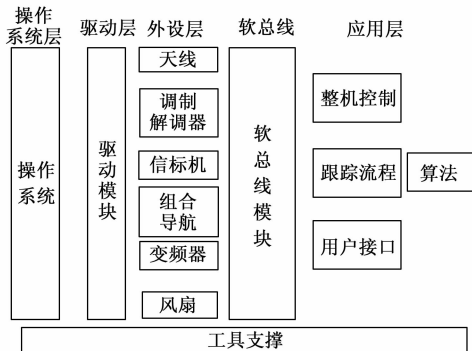 操作
系统层
驱动层
外设层
软总线
应用层
操作
系统
驱动模块
天线
调制
解调器
信标机
组合
导航
变频器
风扇
软总线模块
整机控制
跟踪流程
算法
用户接口
工具支撑